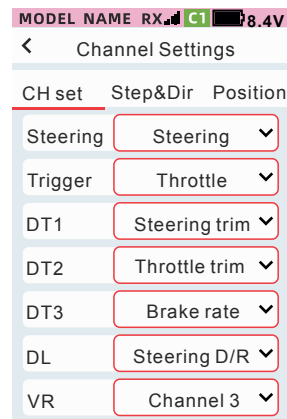 MODEL NAME RX C1 8.4V
Channel Settings
CH set Step&Dir Position
Steering Steering
Trigger Throttle
DT1 Steering trim
DT2 Throttle trim
DT3 Brake rate
DL Steering D/R
VR Channel 3